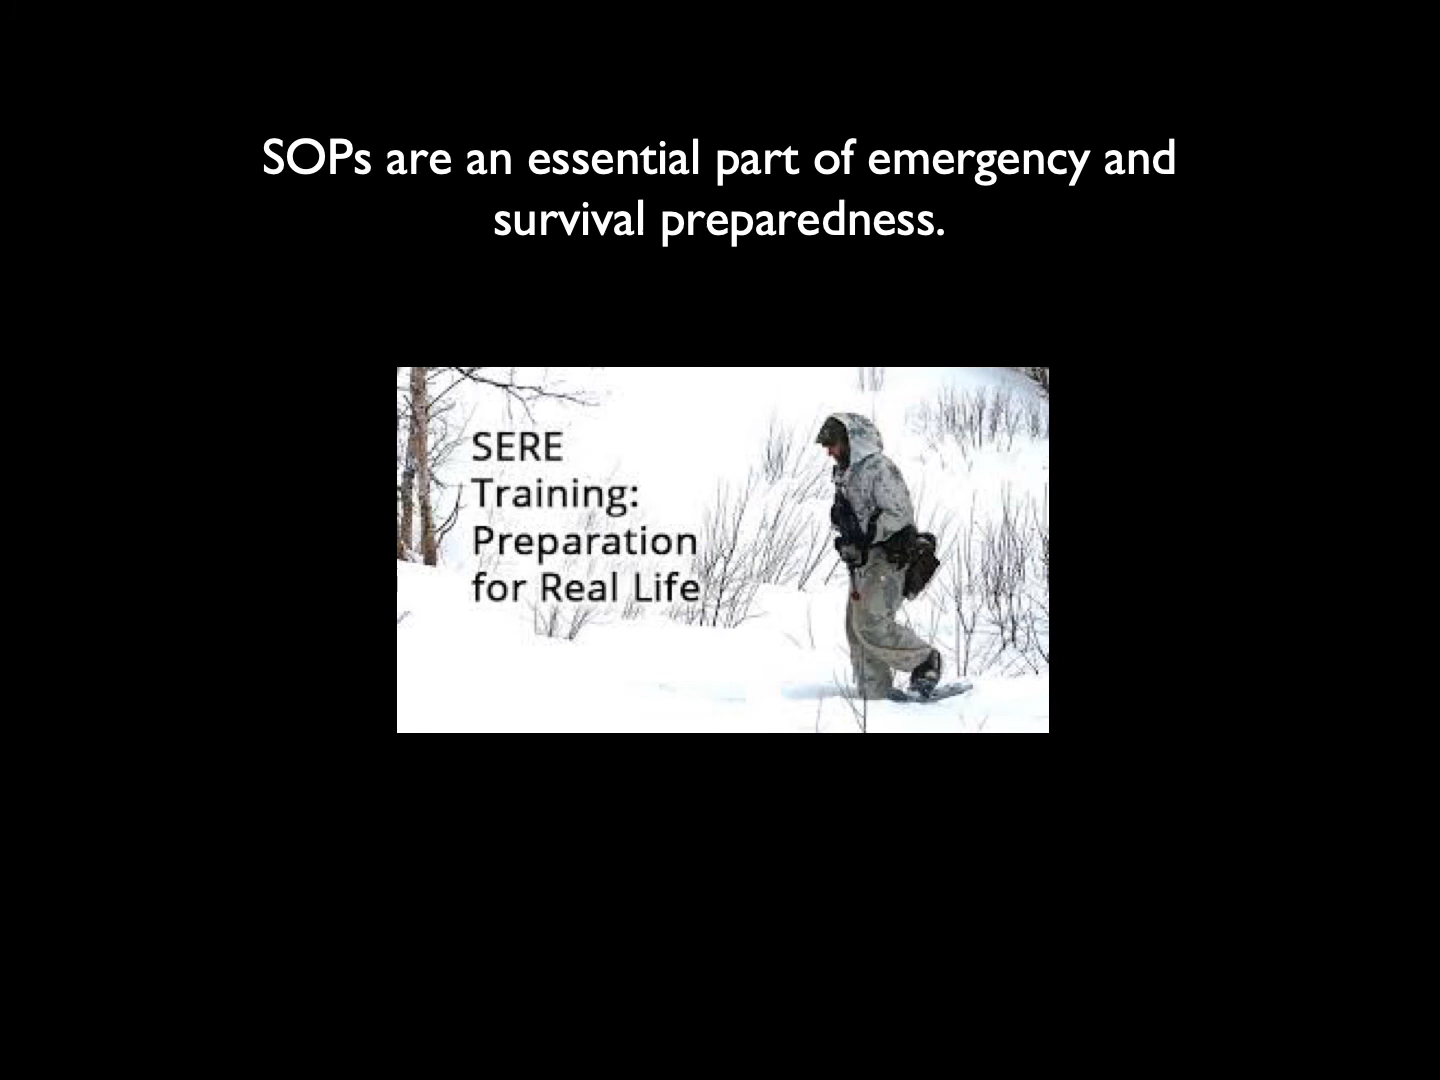 SOPs are an essential part of emergency and
survival preparedness.
SERE
Training:
Preparation
for Real Life